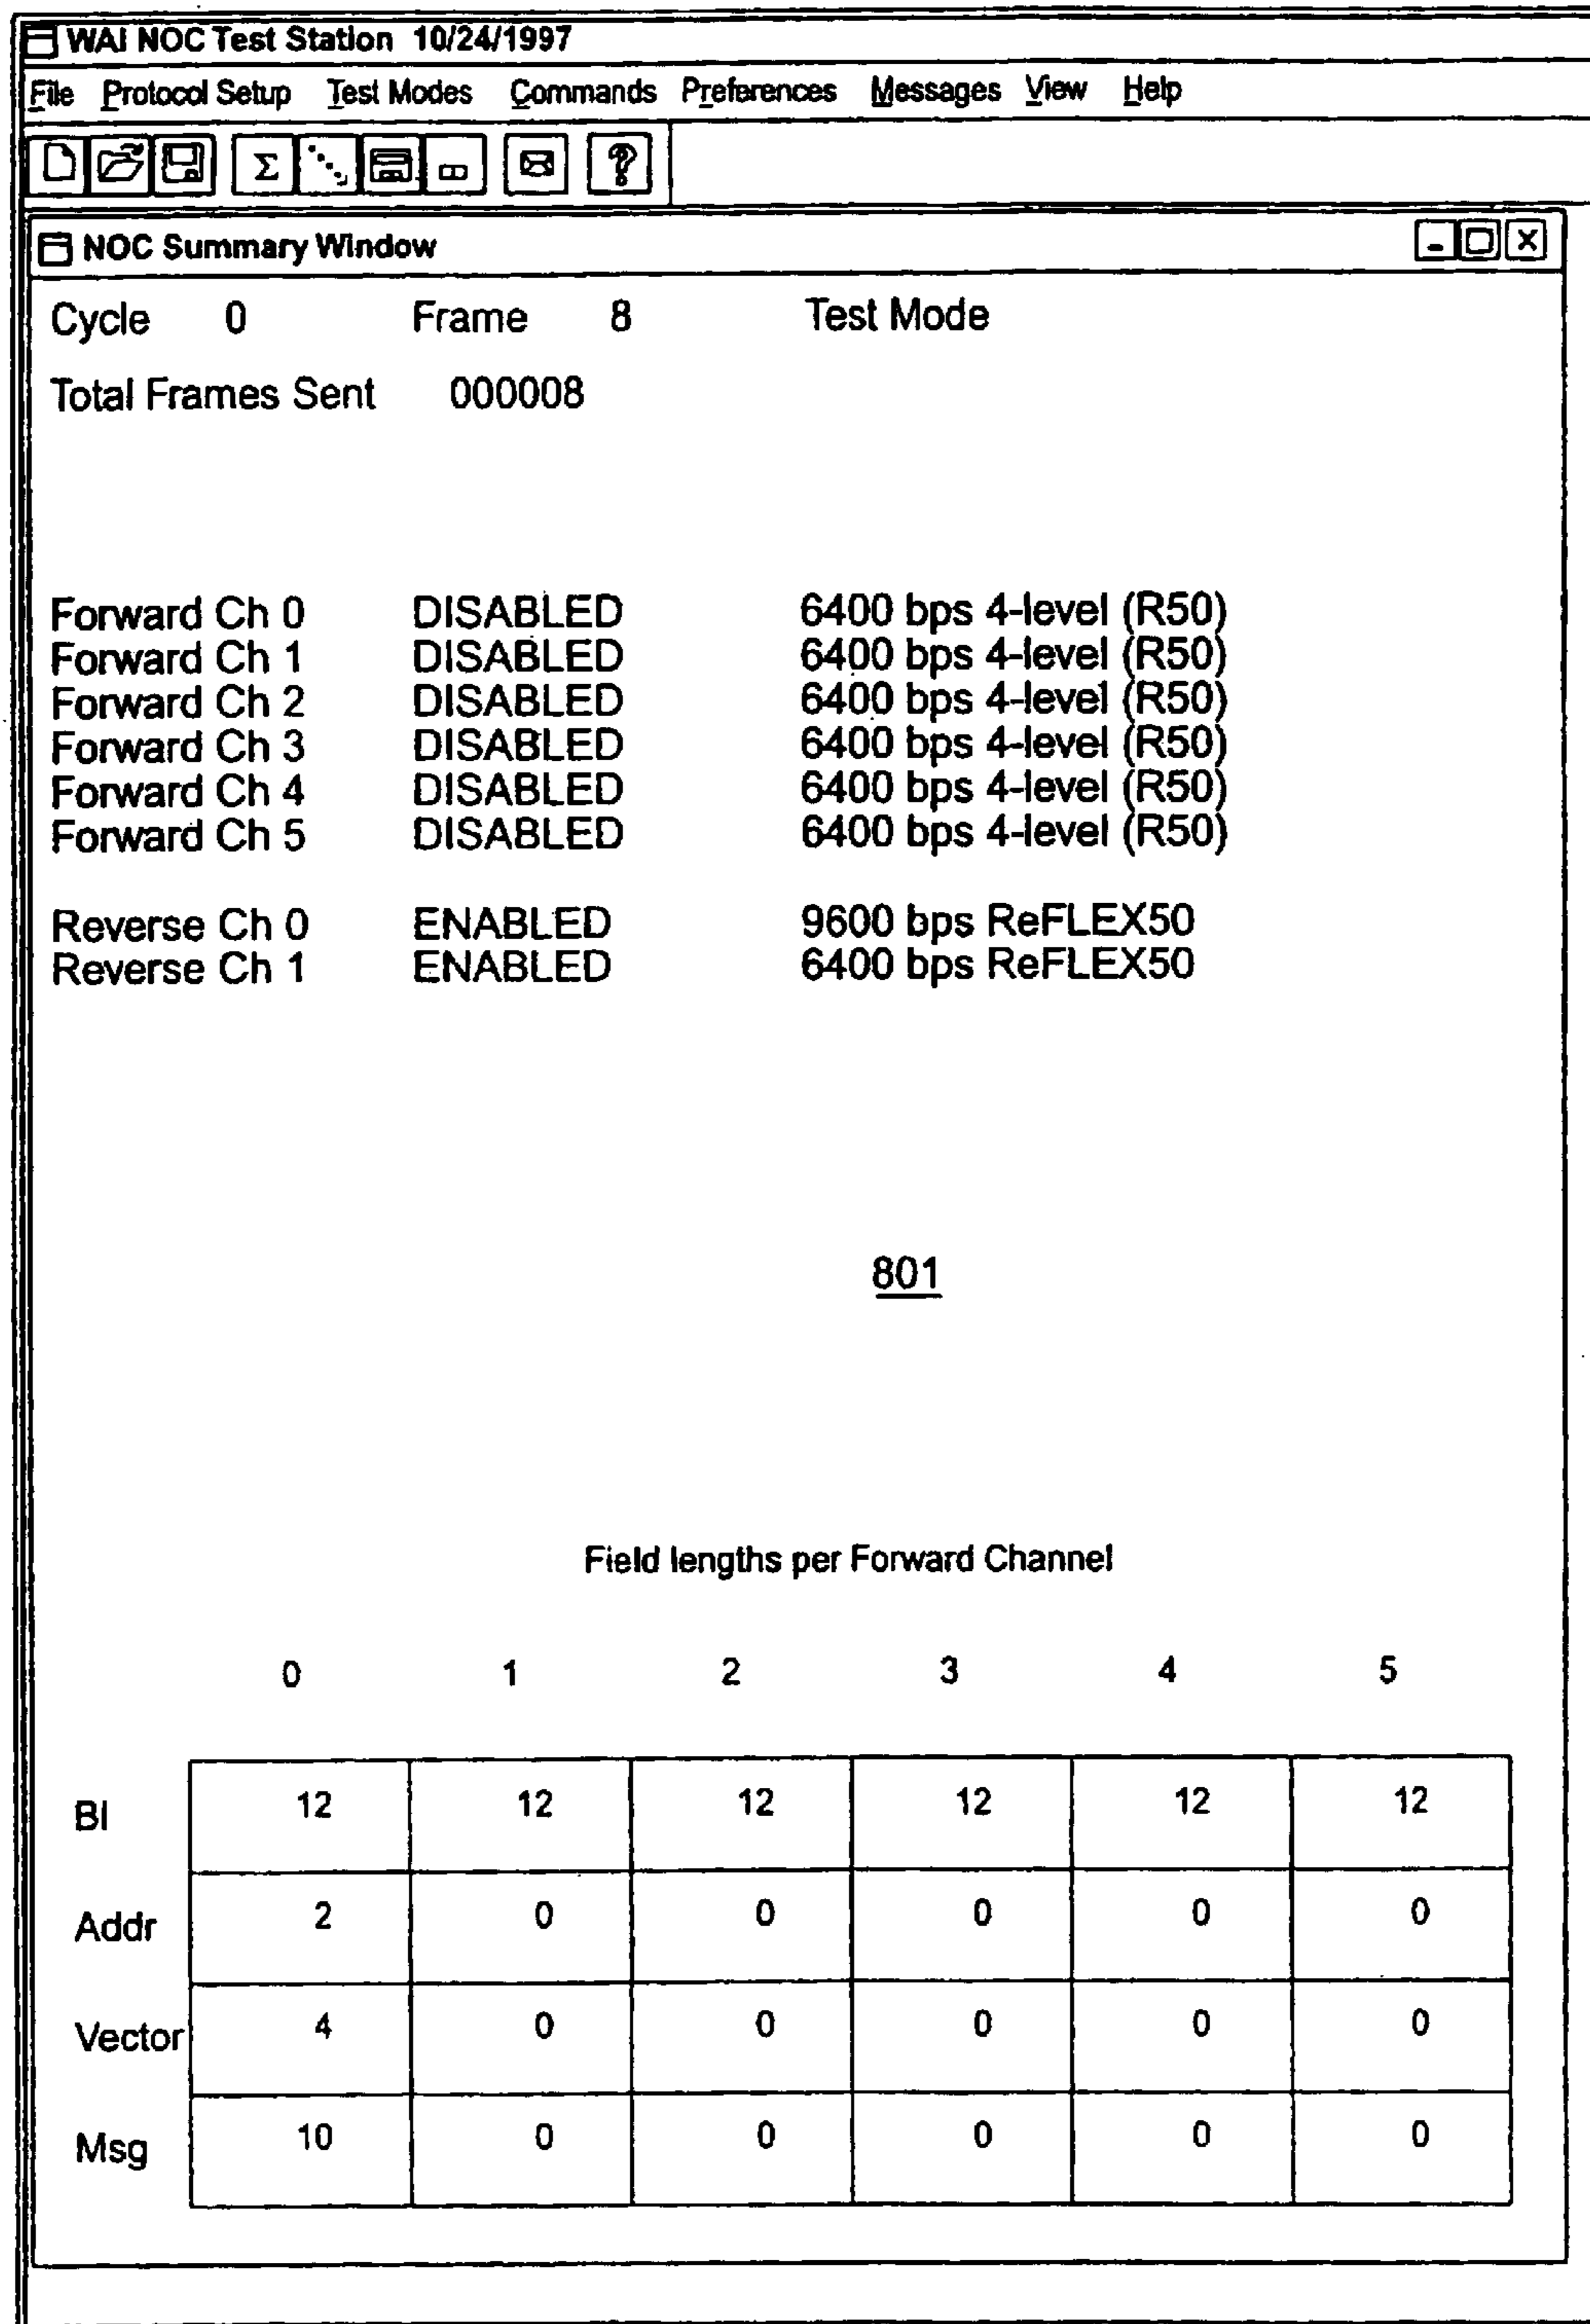 WAI NOC Test Station 10/24/1997
File Protocol Setup Test Modes Commands Preferences Messages View Help
Σ ?
NOC Summary Window
Cycle 0 Frame 8 Test Mode
Total Frames Sent 000008
Forward Ch 0 DISABLED 6400 bps 4-level (R50)
Forward Ch 1 DISABLED 6400 bps 4-level (R50)
Forward Ch 2 DISABLED 6400 bps 4-level (R50)
Forward Ch 3 DISABLED 6400 bps 4-level (R50)
Forward Ch 4 DISABLED 6400 bps 4-level (R50)
Forward Ch 5 DISABLED 6400 bps 4-level (R50)
Reverse Ch 0 ENABLED 9600 bps ReFLEX50
Reverse Ch 1 ENABLED 6400 bps ReFLEX50
801
Field lengths per Forward Channel
0 1 2 3 4 5
BI 12 12 12 12 12 12
Addr 2 0 0 0 0 0
Vector 4 0 0 0 0 0
Msg 10 0 0 0 0 0